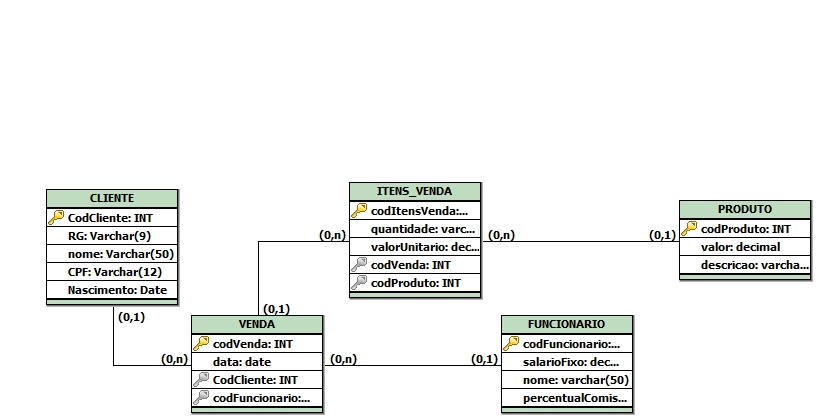 CLIENTE
CodCliente: INT
RG: Varchar(9)
nome: Varchar(50)
CPF: Varchar(12)
Nascimento: Date
(0,1)
(0,n)
ITENS_VENDA
codItensVenda:...
quantidade: varc...
valorUnitario: dec...
codVenda: INT
codProduto: INT
(0,n)
(0,n)
(0,1)
(0,1)
PRODUTO
codProduto: INT
valor: decimal
descricao: varcha...
VENDA
codVenda: INT
data: date
CodCliente: INT
codFuncionario:...
(0,n)
(0,1)
FUNCIONARIO
codFuncionario:...
salarioFixo: dec...
nome: varchar(50)
percentualComis...